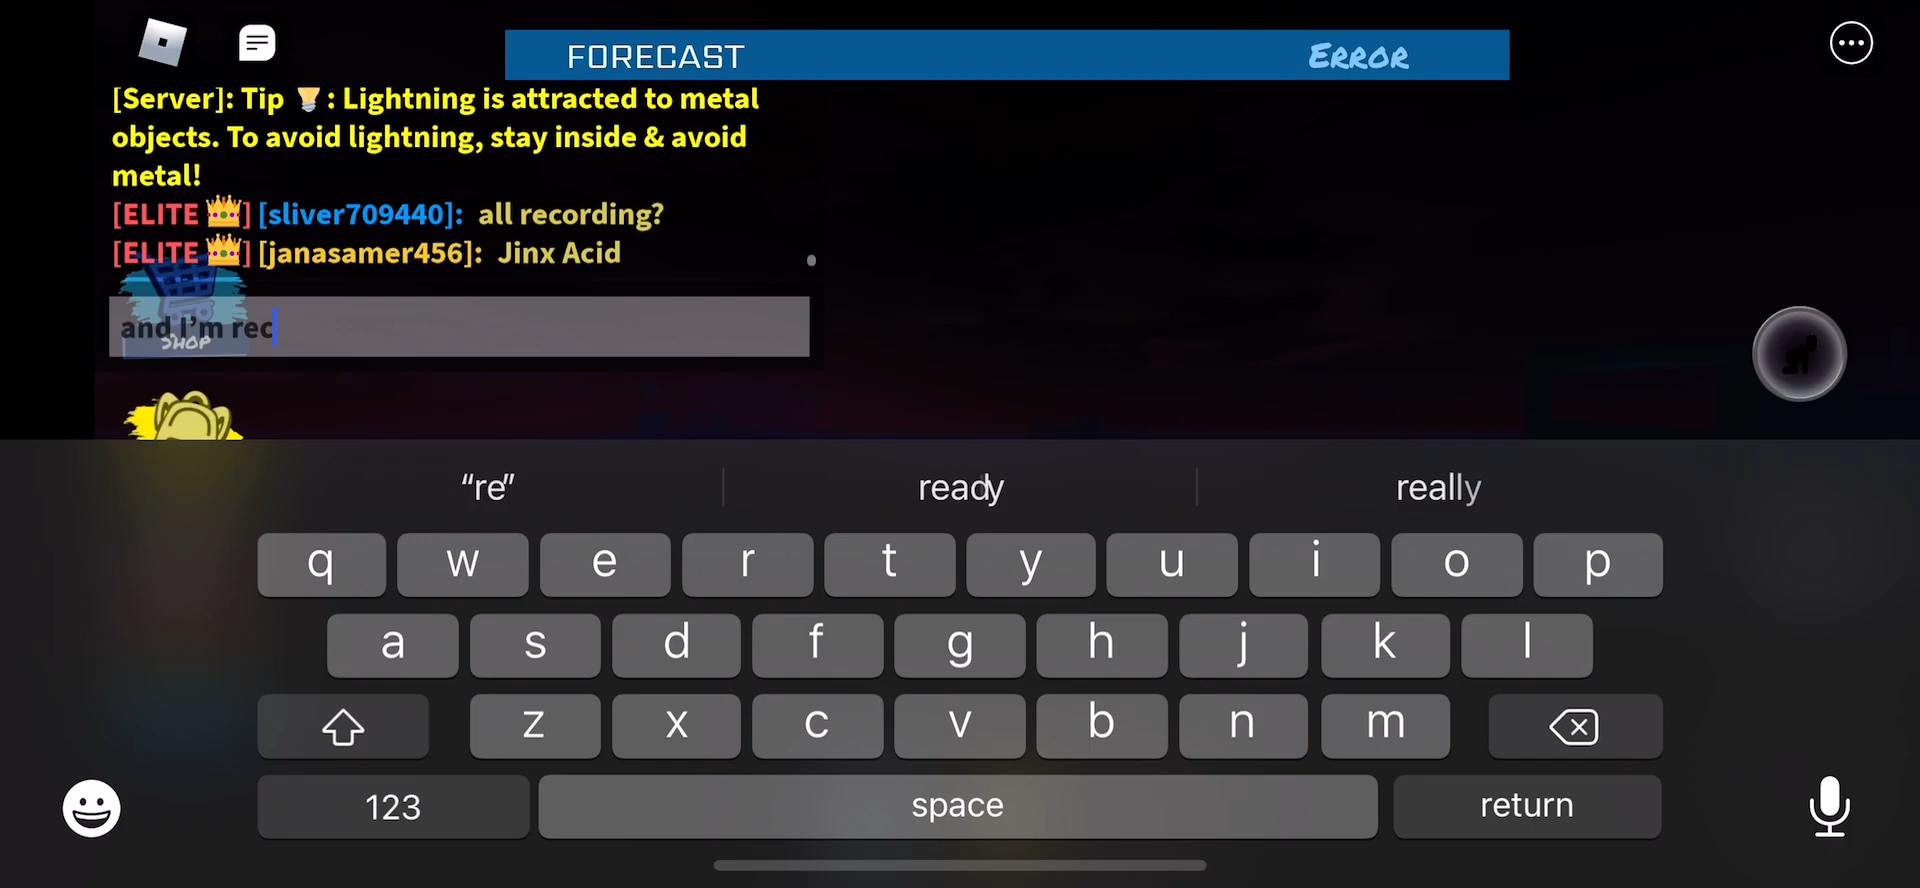 FORECAST
ERROR
[Server]: Tip 💡: Lightning is attracted to metal
objects. To avoid lightning, stay inside & avoid
metal!
[ELITE 👑] [sliver709440]: all recording?
[ELITE 👑] [janasamer456]: Jinx Acid
and I’m rec
SHOP
“re” ready really
q w e r t y u i o p
a s d f g h j k l
z x c v b n m
123 space return